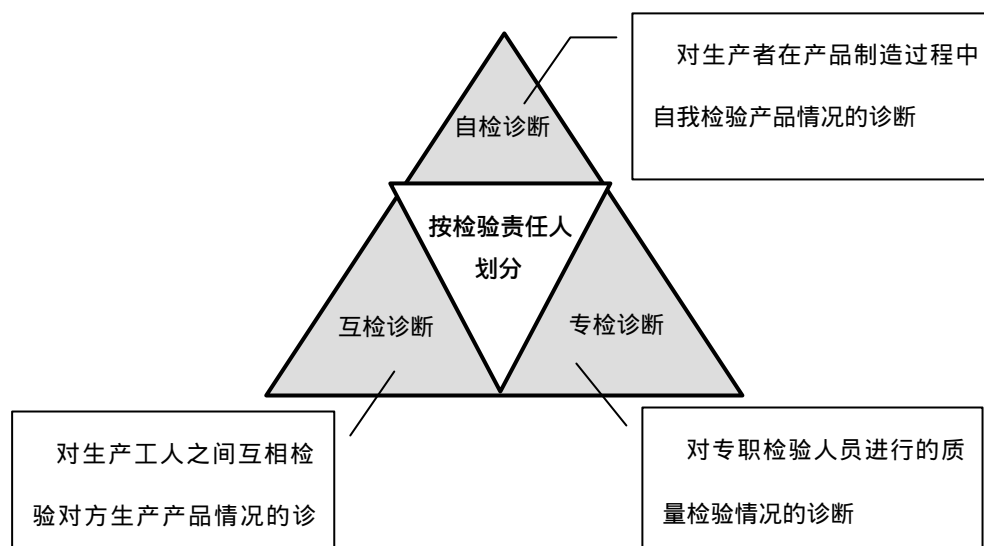 对生产者在产品制造过程中
自我检验产品情况的诊断
自检诊断
按检验责任人
划分
互检诊断
专检诊断
对生产工人之间互相检
验对方生产产品情况的诊
对专职检验人员进行的质
量检验情况的诊断